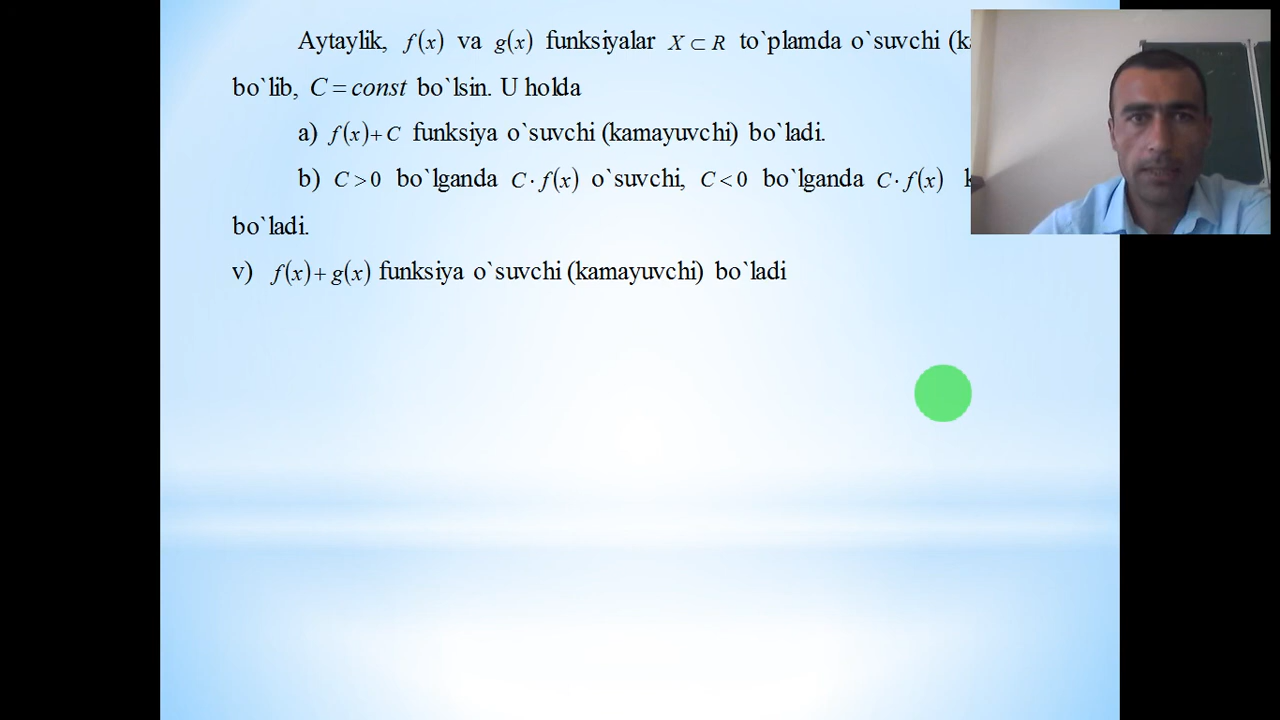 Aytaylik, f(x) va g(x) funksiyalar X ⊂ R to`plamda o`suvchi
bo`lib, C = const bo`lsin. U holda
a) f(x)+ C funksiya o`suvchi (kamayuvchi) bo`ladi.
b) C > 0 bo`lganda C · f(x) o`suvchi, C < 0 bo`lganda C · f(x)
bo`ladi.
v) f(x)+ g(x) funksiya o`suvchi (kamayuvchi) bo`ladi